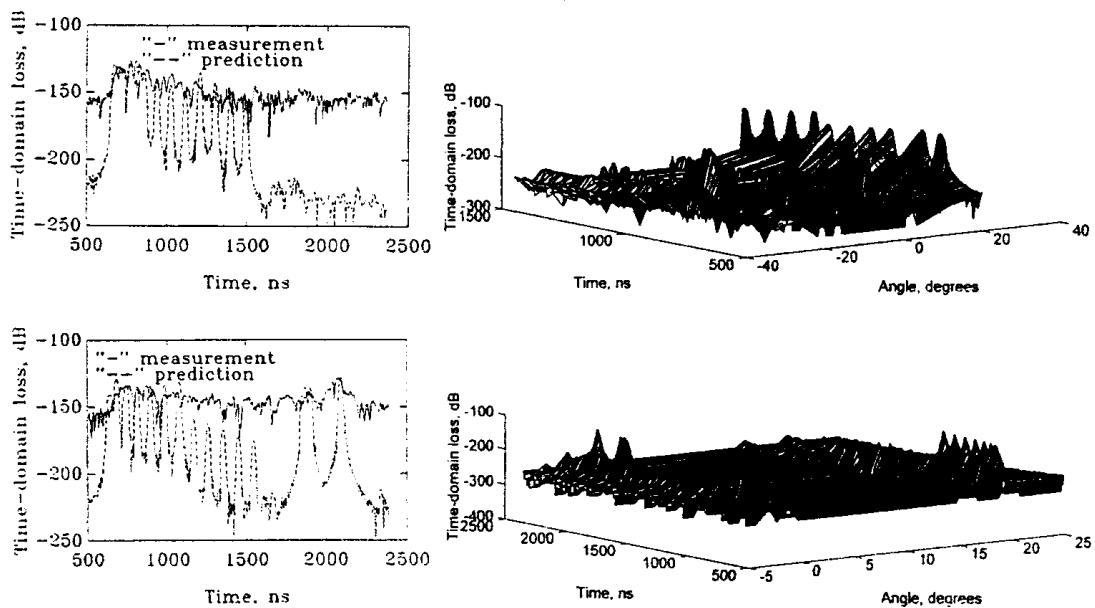 Time-domain loss, dB
-100
-150
-200
-250
"—" measurement
"--" prediction
500 1000 1500 2000 2500
Time, ns
Time-domain loss, dB
-100
-200
-300
1500
1000
500
Time, ns
-40 -20 0 20 40
Angle, degrees
Time-domain loss, dB
-100
-150
-200
-250
"—" measurement
"--" prediction
500 1000 1500 2000 2500
Time, ns
Time-domain loss, dB
-100
-200
-300
-400
2500
2000 1500 1000 500
Time, ns
-5 0 5 10 15 20 25
Angle, degrees